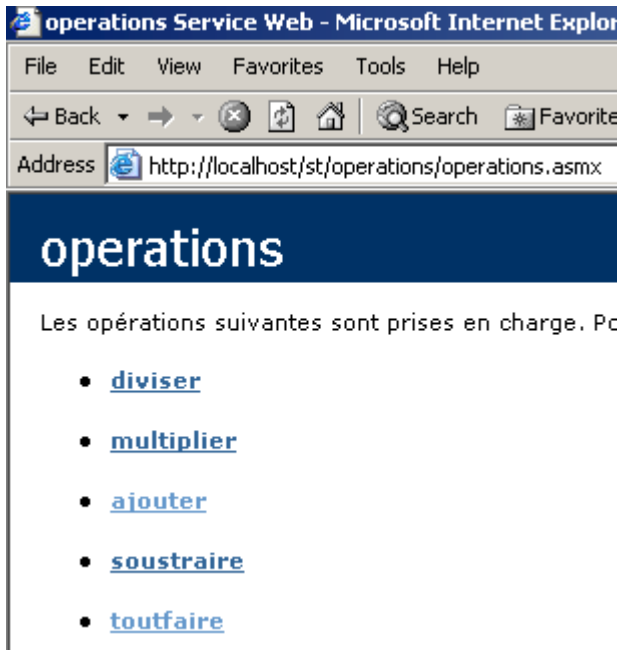 operations Service Web - Microsoft Internet Explor
File Edit View Favorites Tools Help
Back Search Favorite
Address http://localhost/st/operations/operations.asmx
operations
Les opérations suivantes sont prises en charge. Po
diviser
multiplier
ajouter
soustraire
toutfaire